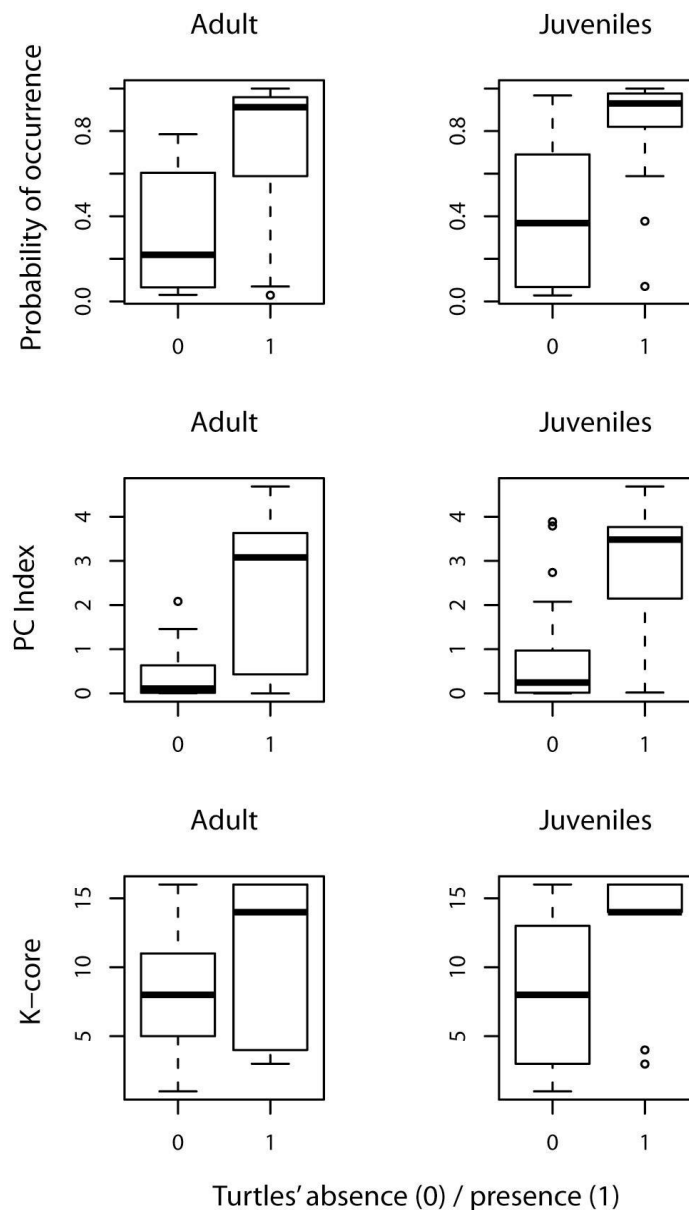 Adult Juveniles
Probability of occurrence
0.0 0.4 0.8
0 1
0.0 0.4 0.8
0 1
Adult Juveniles
PC Index
0 1 2 3 4
0 1
0 1 2 3 4
0 1
Adult Juveniles
K-core
5 10 15
0 1
5 10 15
0 1
Turtles' absence (0) / presence (1)